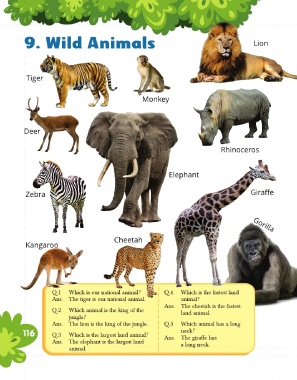 9. Wild Animals
Lion
Tiger
Monkey
Deer
Rhinoceros
Elephant
Zebra
Giraffe
Gorilla
Kangaroo
Cheetah
Q.1 Which is our national animal?
Ans. The tiger is our national animal.
Q.2 Which animal is the king of the
jungle?
Ans. The lion is the king of the jungle.
Q.3 Which is the largest land animal?
Ans. The elephant is the largest land
animal.
Q.4 Which is the fastest land
animal?
Ans. The cheetah is the fastest
land animal.
Q.5 Which animal has a long
neck?
Ans. The giraffe has
a long neck.
116